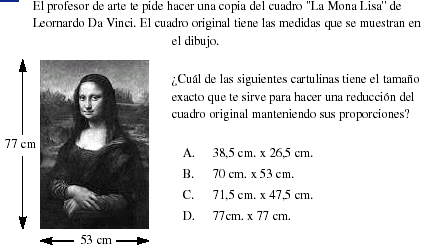 El profesor de arte te pide hacer una copia del cuadro "La Mona Lisa" de
Leornardo Da Vinci. El cuadro original tiene las medidas que se muestran en
el dibujo.
¿Cuál de las siguientes cartulinas tiene el tamaño
exacto que te sirve para hacer una reducción del
cuadro original manteniendo sus proporciones?
77 cm
A. 38,5 cm. x 26,5 cm.
B. 70 cm. x 53 cm.
C. 71,5 cm. x 47,5 cm.
D. 77cm. x 77 cm.
53 cm